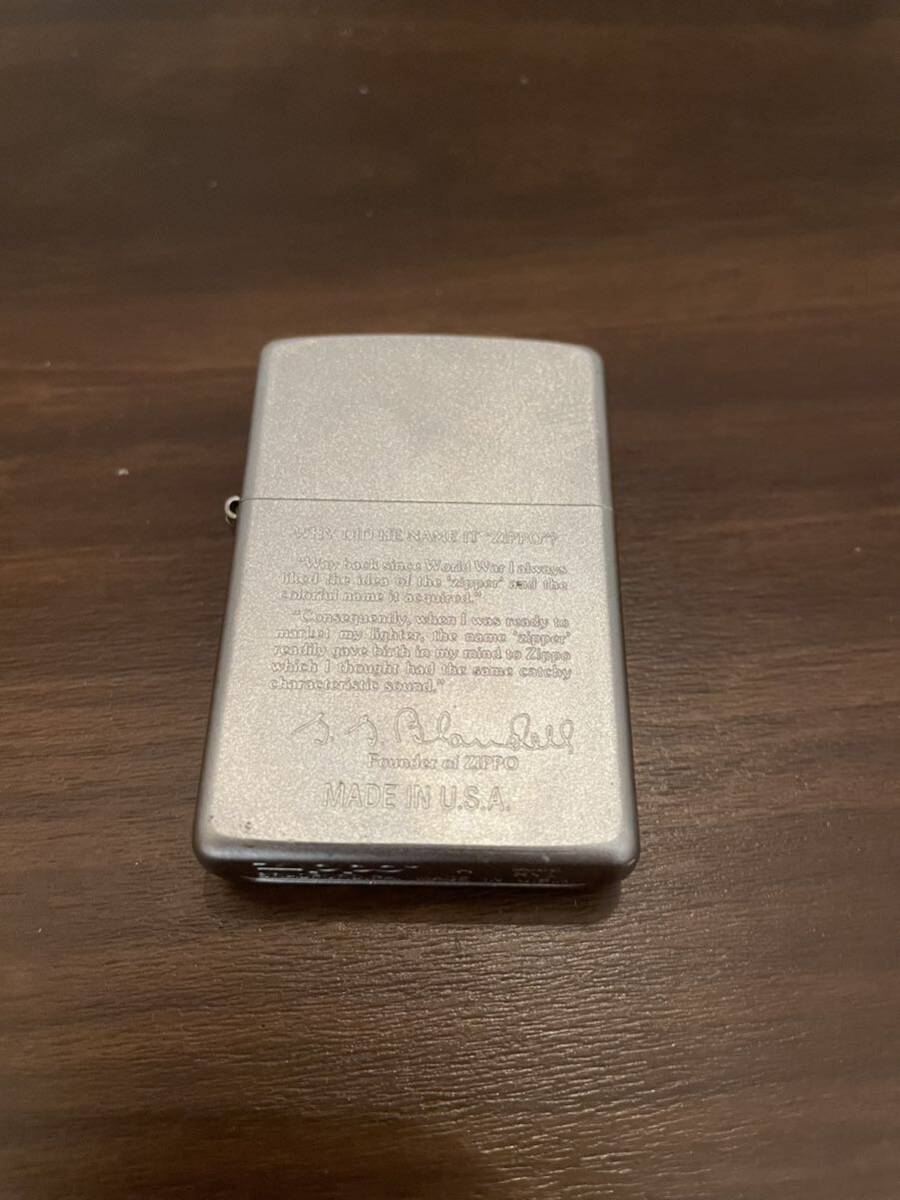 WHY DID HE NAME IT "ZIPPO"?
"Way back since World War I always
liked the idea of the 'zipper' and the
colorful name it acquired."
"Consequently, when I was ready to
market my lighter, the name 'zipper'
readily gave birth in my mind to Zippo
which I thought had the same catchy
characteristic sound."
G. G. Blaisdell
Founder of ZIPPO
MADE IN U.S.A.
Zippo